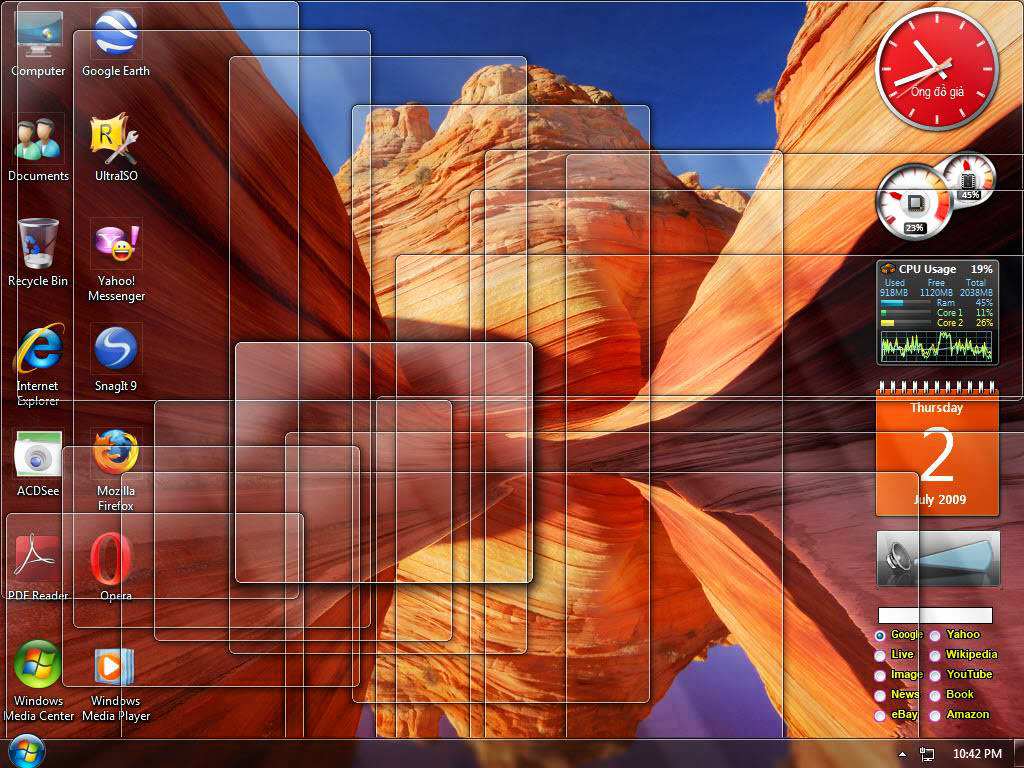 Computer
Google Earth
Documents
UltraISO
Recycle Bin
Yahoo!
Messenger
Internet
Explorer
SnagIt 9
ACDSee
Mozilla
Firefox
PDF Reader
Opera
Windows
Media Center
Windows
Media Player
Ông đồ già
45%
23%
CPU Usage 19%
Used Free Total
918MB 1120MB 2038MB
Ram 45%
Core 1 11%
Core 2 26%
Thursday
2
July 2009
Google Yahoo
Live Wikipedia
Image YouTube
News Book
eBay Amazon
10:42 PM